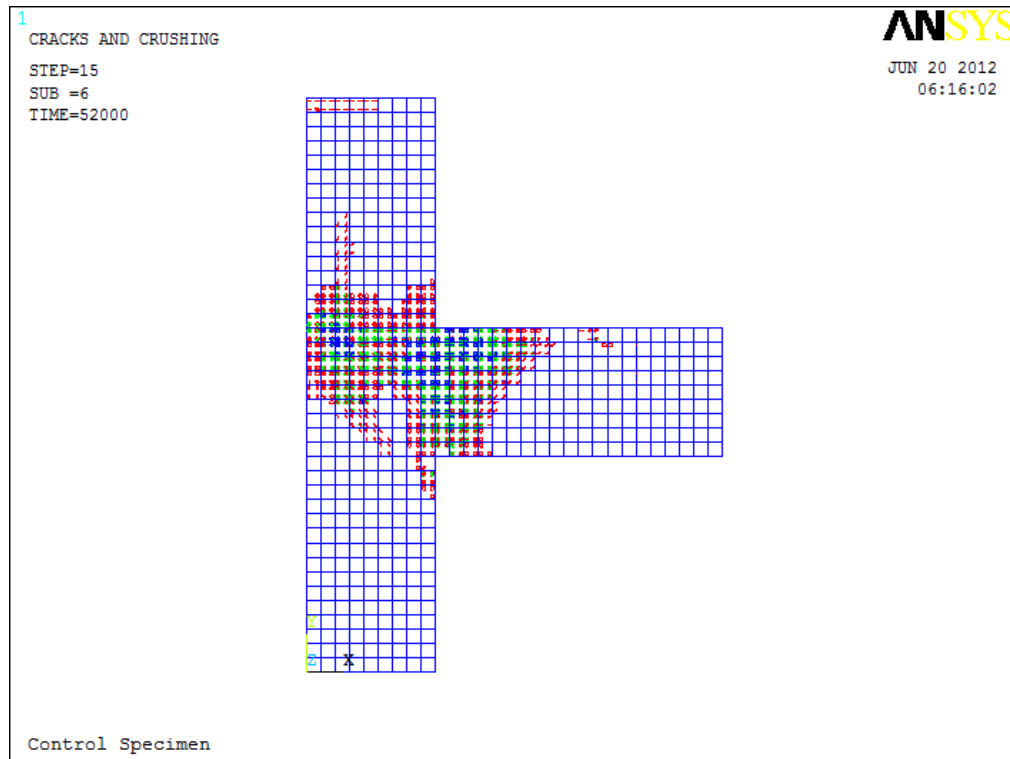 1
CRACKS AND CRUSHING
STEP=15
SUB =6
TIME=52000
ANSYS
JUN 20 2012
06:16:02
Y
Z X
Control Specimen